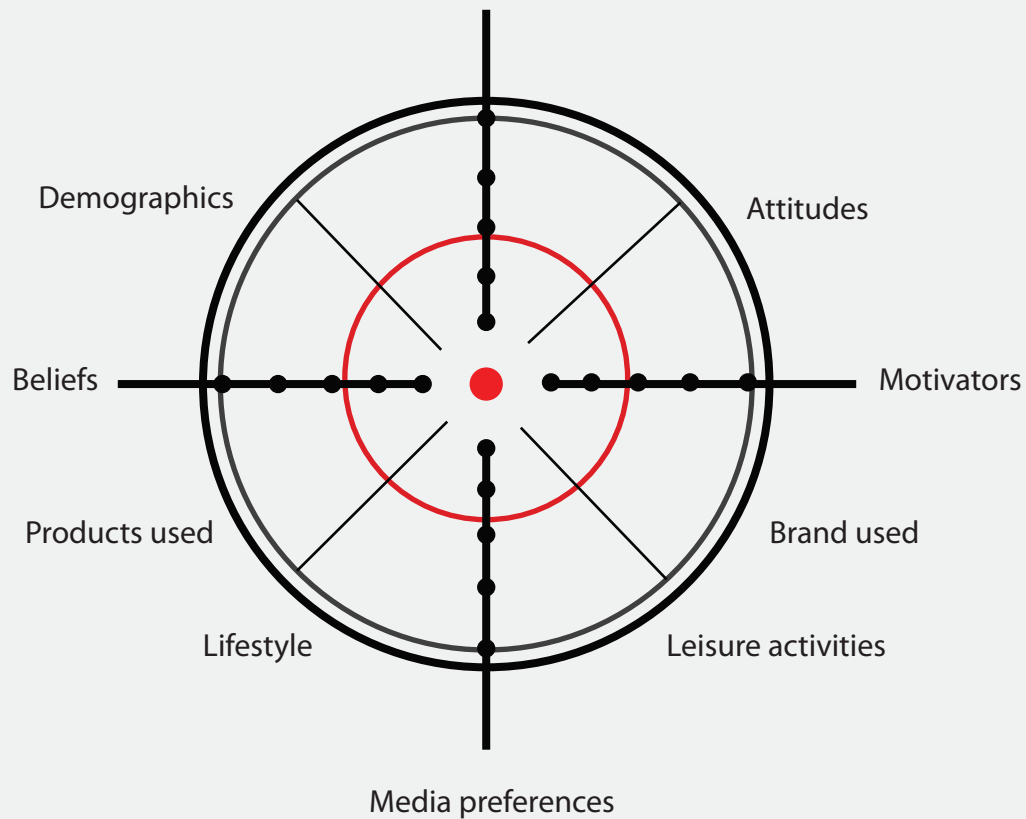 Demographics
Attitudes
Beliefs
Motivators
Products used
Brand used
Lifestyle
Leisure activities
Media preferences